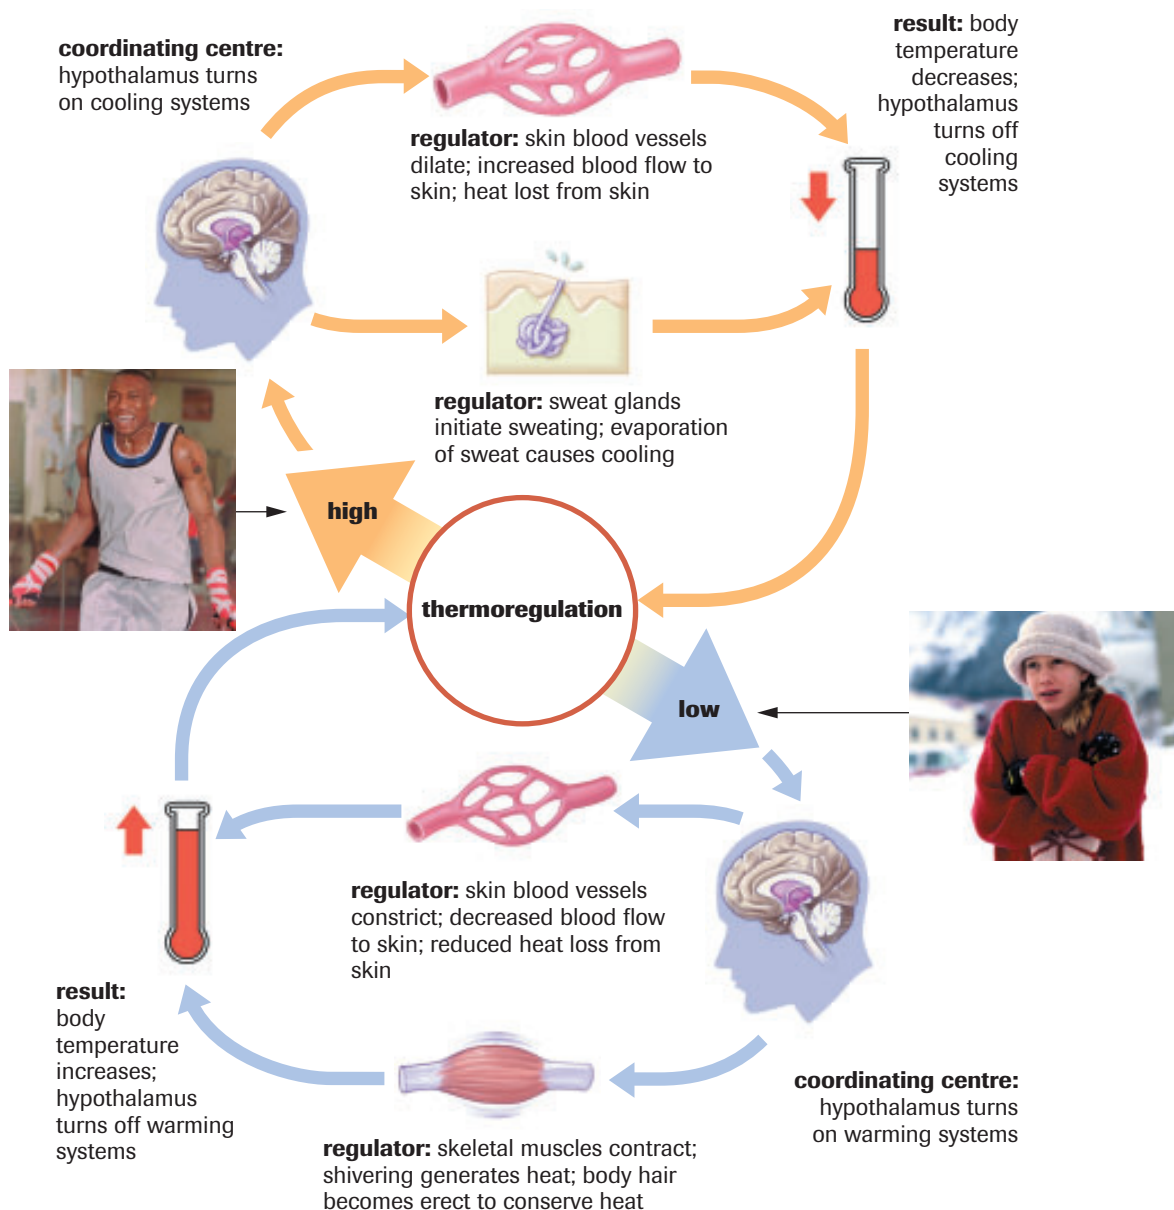 coordinating centre:
hypothalamus turns
on cooling systems
regulator: skin blood vessels
dilate; increased blood flow to
skin; heat lost from skin
result: body
temperature
decreases;
hypothalamus
turns off
cooling
systems
regulator: sweat glands
initiate sweating; evaporation
of sweat causes cooling
high
thermoregulation
low
regulator: skin blood vessels
constrict; decreased blood flow
to skin; reduced heat loss from
skin
result:
body
temperature
increases;
hypothalamus
turns off warming
systems
coordinating centre:
hypothalamus turns
on warming systems
regulator: skeletal muscles contract;
shivering generates heat; body hair
becomes erect to conserve heat